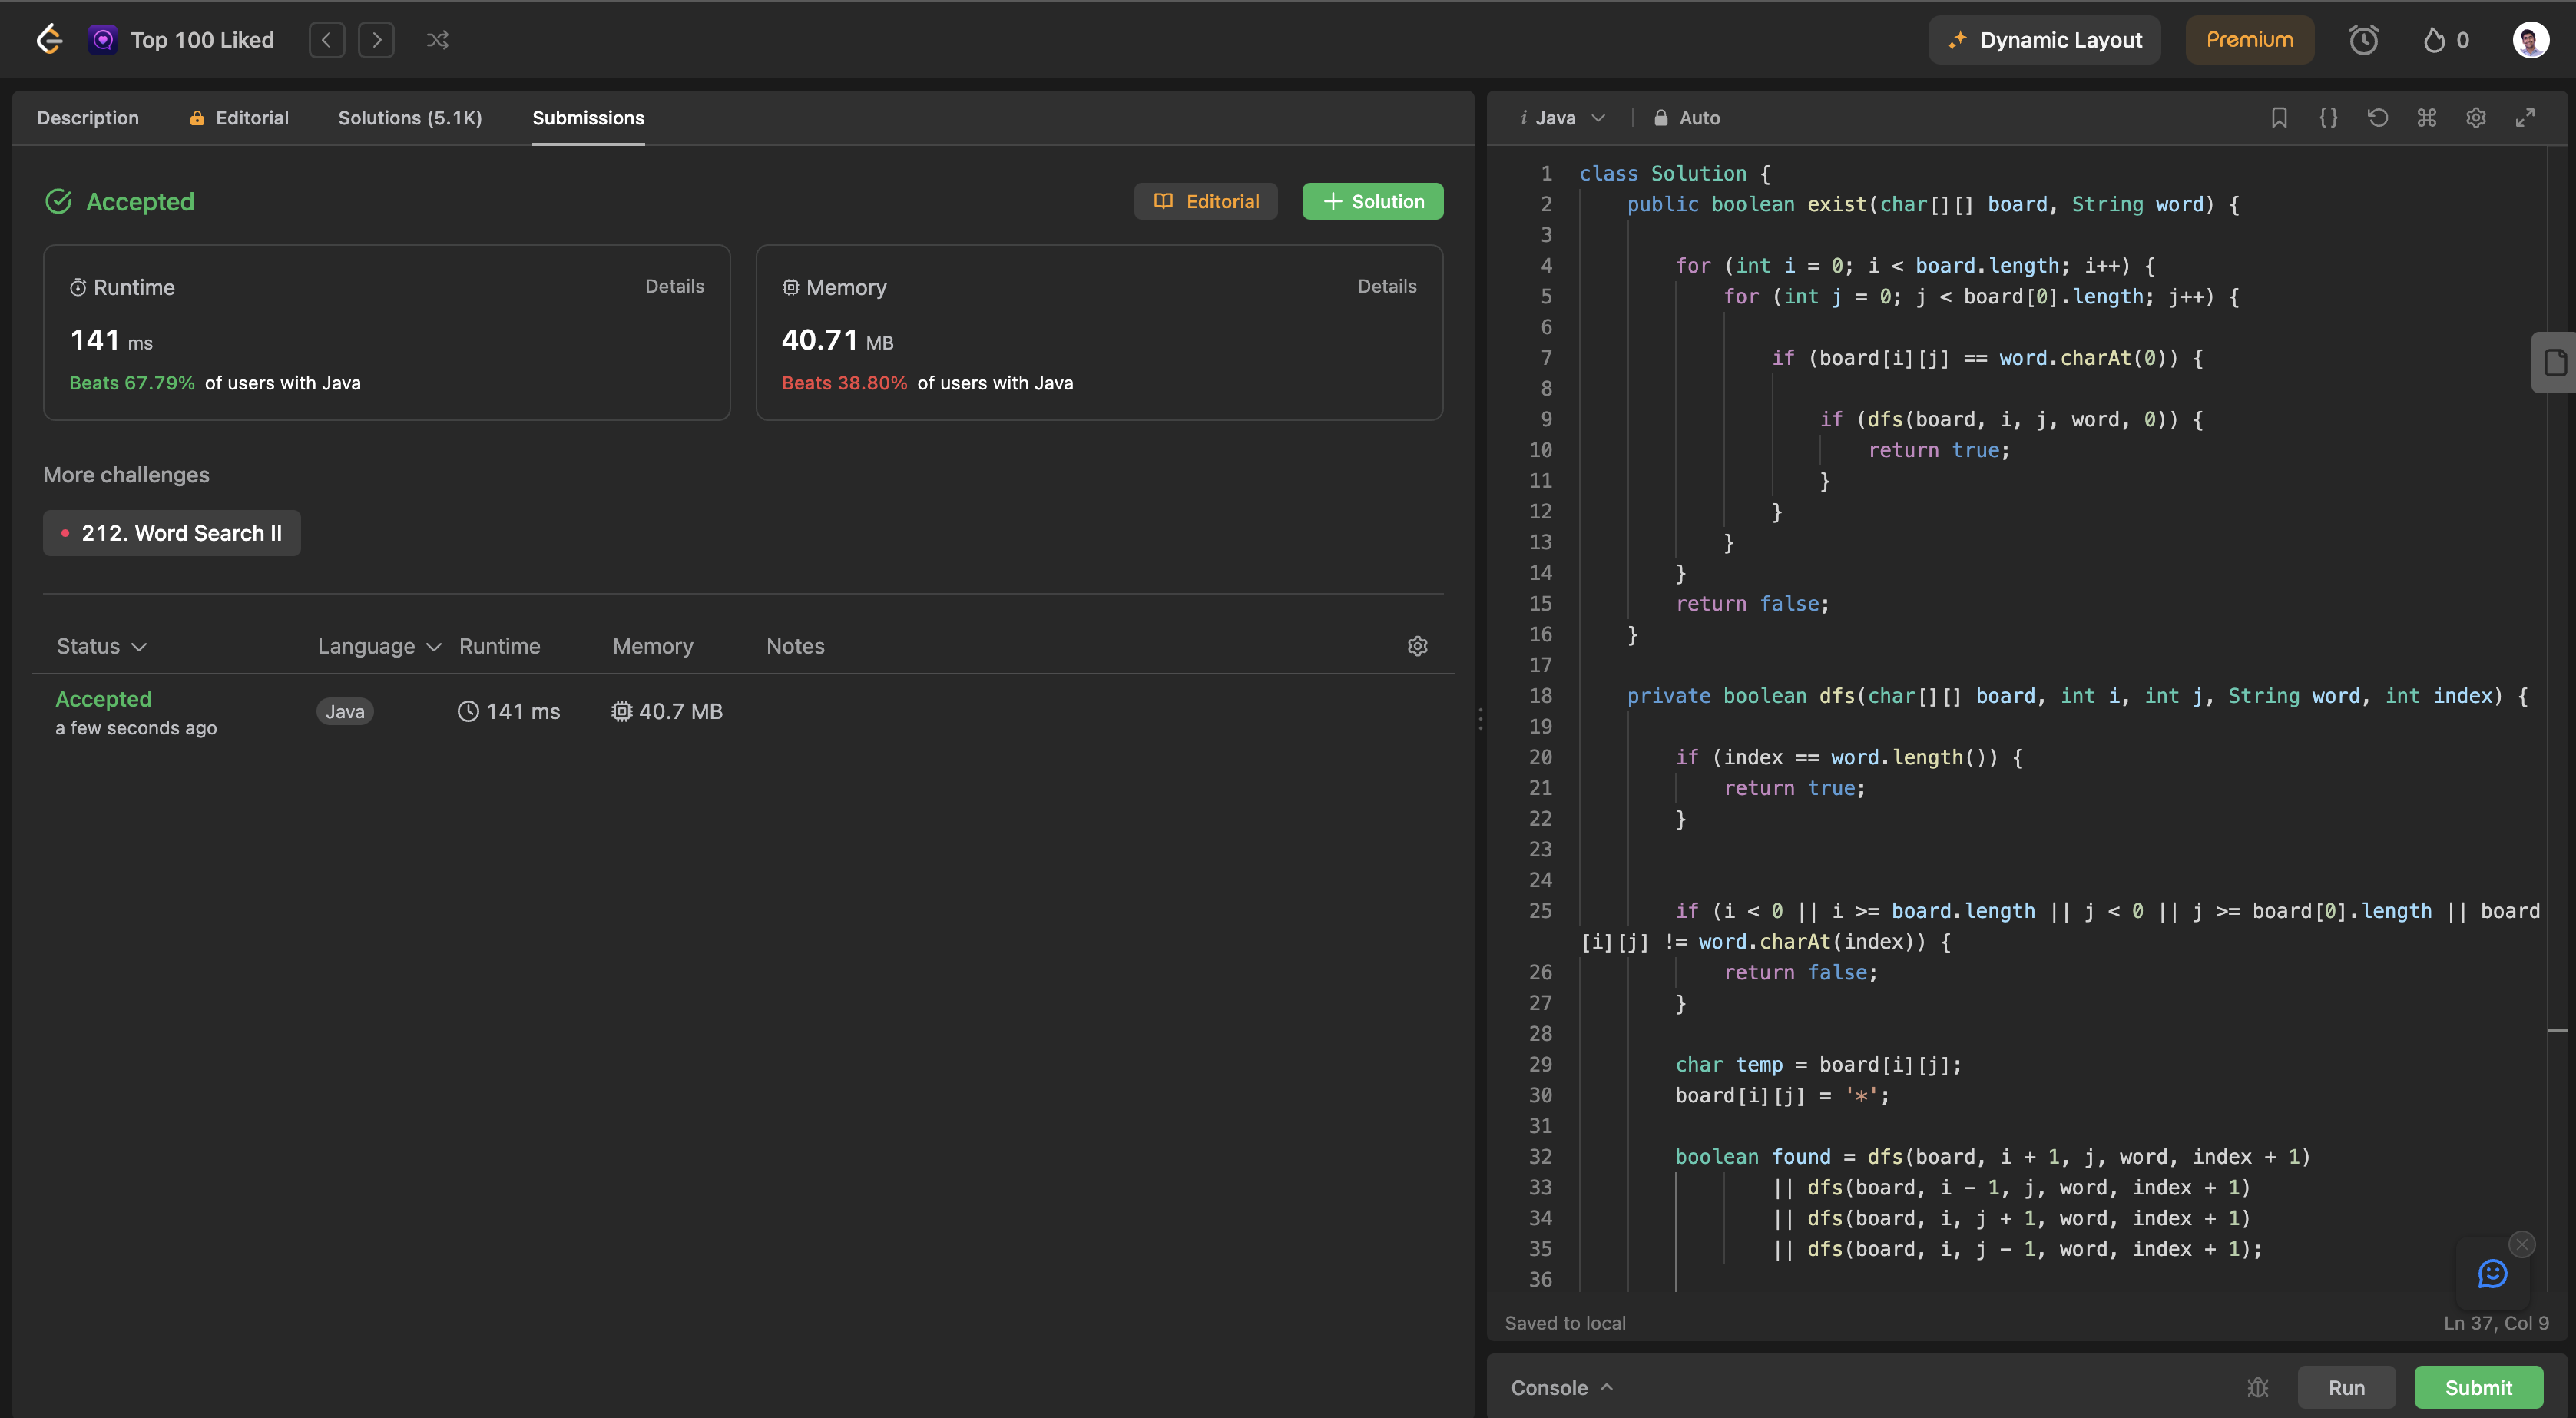 Top 100 Liked
Dynamic Layout
Premium
0
Description
Editorial
Solutions (5.1K)
Submissions
Accepted
Editorial
+ Solution
Runtime
Details
141 ms
Beats 67.79% of users with Java
Memory
Details
40.71 MB
Beats 38.80% of users with Java
More challenges
212. Word Search II
Status Language Runtime Memory Notes
Accepted
a few seconds ago
Java
141 ms
40.7 MB
i Java
Auto
1 class Solution {
2 public boolean exist(char[][] board, String word) {
3
4 for (int i = 0; i < board.length; i++) {
5 for (int j = 0; j < board[0].length; j++) {
6
7 if (board[i][j] == word.charAt(0)) {
8
9 if (dfs(board, i, j, word, 0)) {
10 return true;
11 }
12 }
13 }
14 }
15 return false;
16 }
17
18 private boolean dfs(char[][] board, int i, int j, String word, int index) {
19
20 if (index == word.length()) {
21 return true;
22 }
23
24
25 if (i < 0 || i >= board.length || j < 0 || j >= board[0].length || board
[i][j] != word.charAt(index)) {
26 return false;
27 }
28
29 char temp = board[i][j];
30 board[i][j] = '*';
31
32 boolean found = dfs(board, i + 1, j, word, index + 1)
33 || dfs(board, i - 1, j, word, index + 1)
34 || dfs(board, i, j + 1, word, index + 1)
35 || dfs(board, i, j - 1, word, index + 1);
36
Saved to local
Ln 37, Col 9
Console
Run
Submit